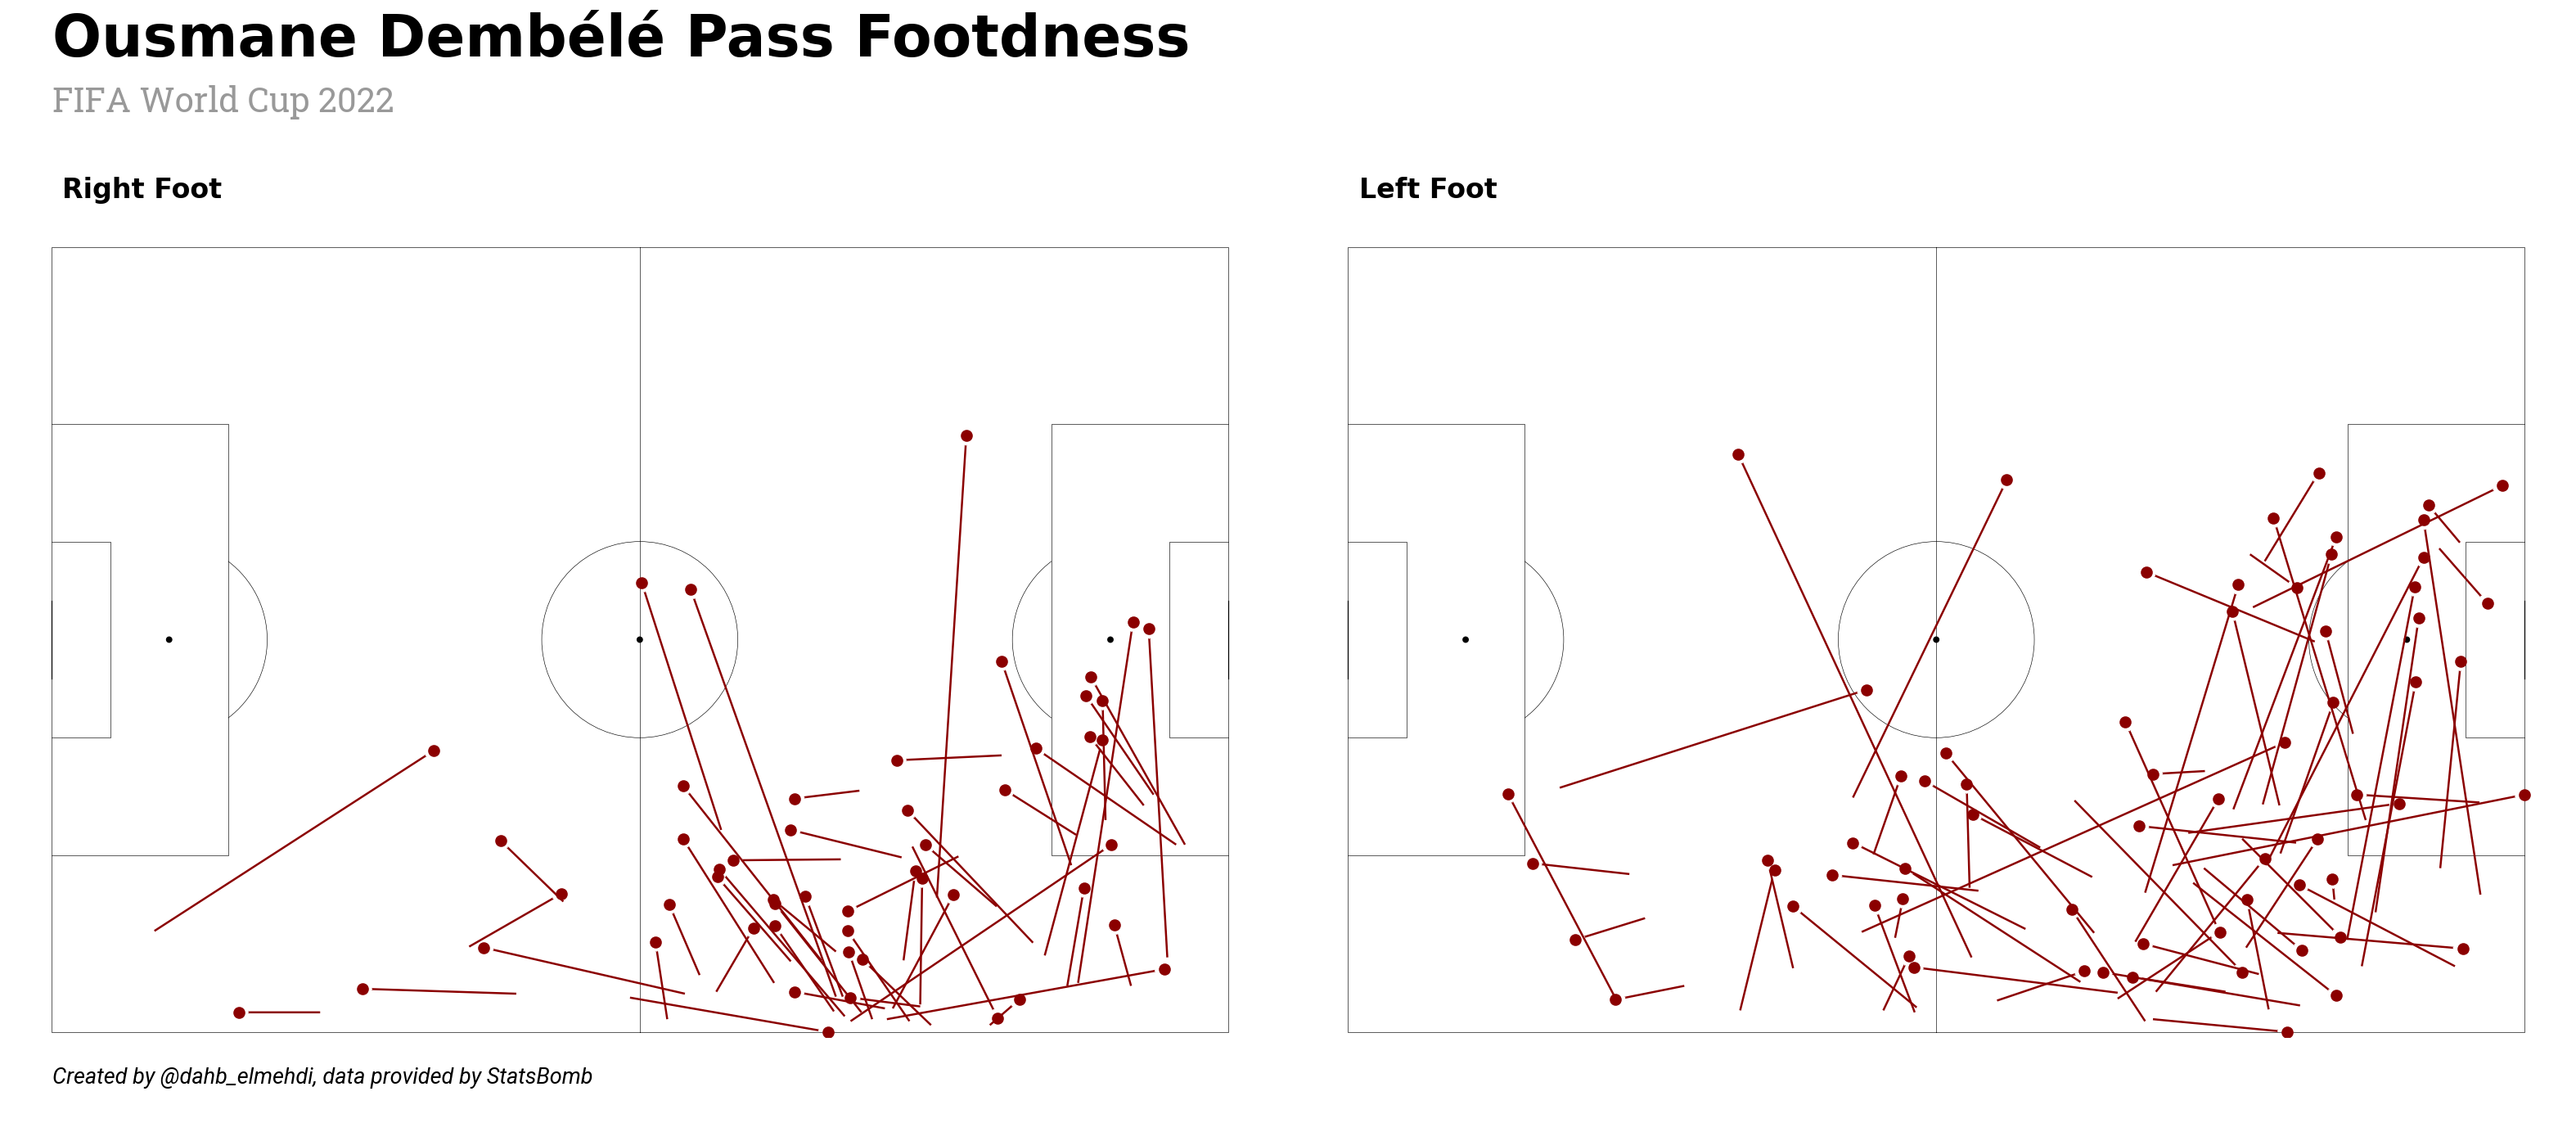 Ousmane Dembélé Pass Footdness
FIFA World Cup 2022
Right Foot
Left Foot
Created by @dahb_elmehdi, data provided by StatsBomb